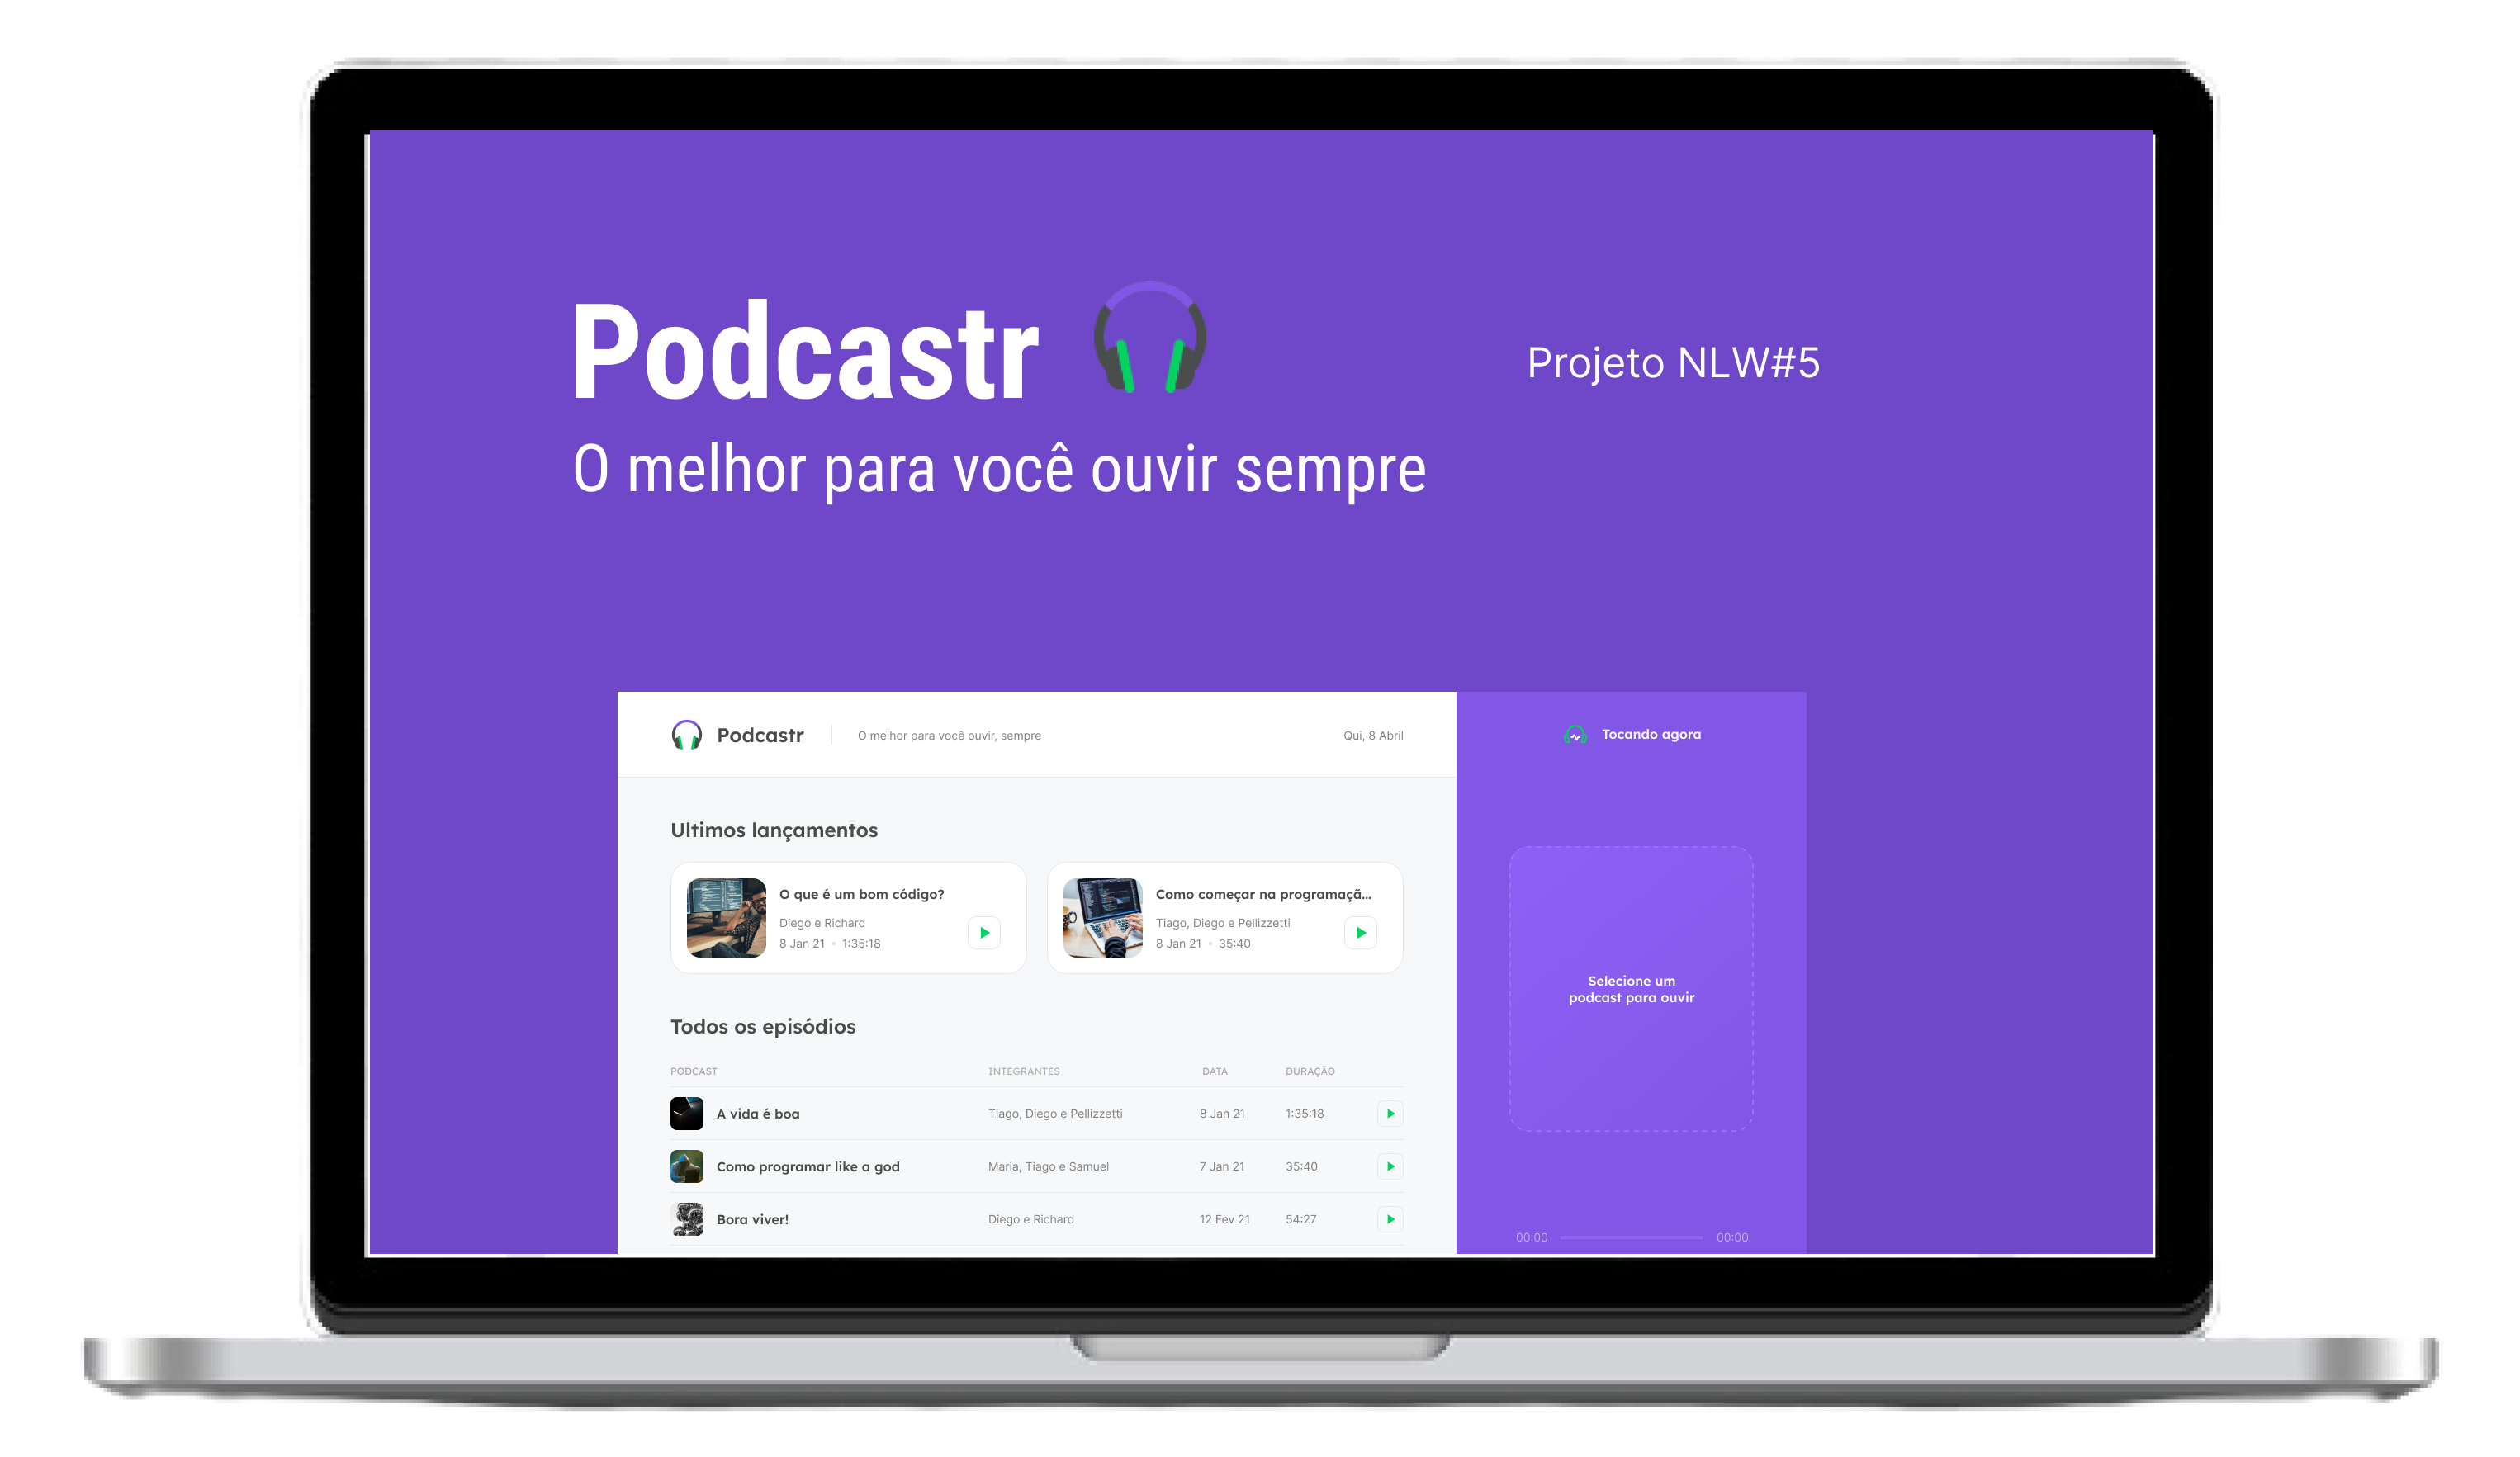 Podcastr
Projeto NLW#5
O melhor para você ouvir sempre
Podcastr
O melhor para você ouvir, sempre
Qui, 8 Abril
Tocando agora
Ultimos lançamentos
O que é um bom código?
Diego e Richard
8 Jan 21 • 1:35:18
Como começar na programaçã...
Tiago, Diego e Pellizzetti
8 Jan 21 • 35:40
Selecione um
podcast para ouvir
Todos os episódios
PODCAST INTEGRANTES DATA DURAÇÃO
A vida é boa Tiago, Diego e Pellizzetti 8 Jan 21 1:35:18
Como programar like a god Maria, Tiago e Samuel 7 Jan 21 35:40
Bora viver! Diego e Richard 12 Fev 21 54:27
00:00 00:00